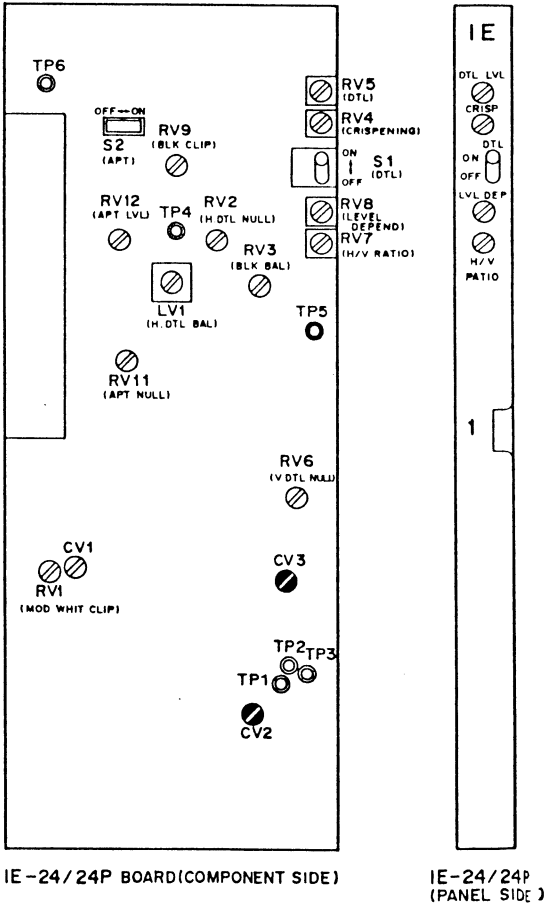 TP6
OFF↔ON
S2
(APT)
RV9
(BLK CLIP)
RV5
(DTL)
RV4
(CRISPENING)
ON
↑
OFF
S1
(DTL)
RV12
(APT LVL)
TP4
RV2
(H.DTL NULL)
RV8
(LEVEL
DEPEND)
RV7
(H/V RATIO)
RV3
(BLK BAL)
LV1
(H.DTL BAL)
TP5
RV11
(APT NULL)
RV6
(V DTL NULL)
CV1
RV1
(MOD WHIT CLIP)
CV3
TP2
TP3
TP1
CV2
IE-24/24P BOARD(COMPONENT SIDE)
IE
DTL LVL
CRISP
DTL
ON
OFF
LVL DEP
H/V
PATIO
1
IE-24/24P
(PANEL SIDE)